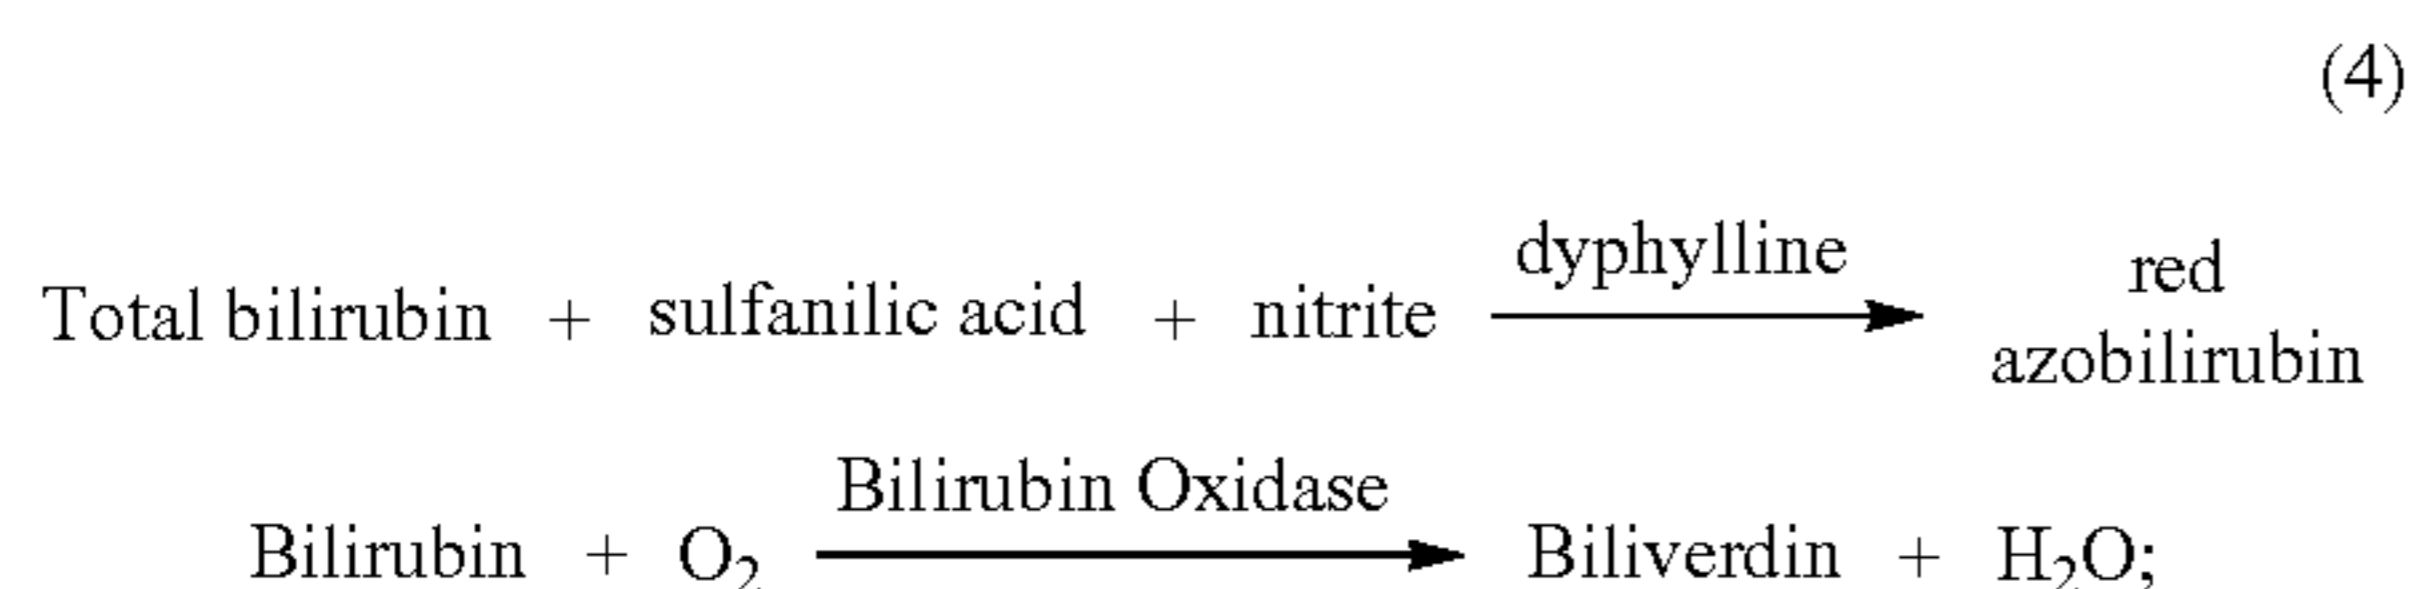 (4)
dyphylline
Total bilirubin + sulfanilic acid + nitrite ⟶ red azobilirubin
Bilirubin Oxidase
Bilirubin + O₂ ⟶ Biliverdin + H₂O;